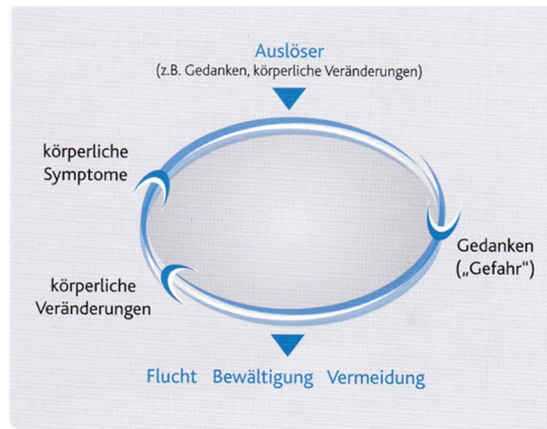 Auslöser
(z.B. Gedanken, körperliche Veränderungen)
körperliche
Symptome
Gedanken
(„Gefahr“)
körperliche
Veränderungen
Flucht Bewältigung Vermeidung